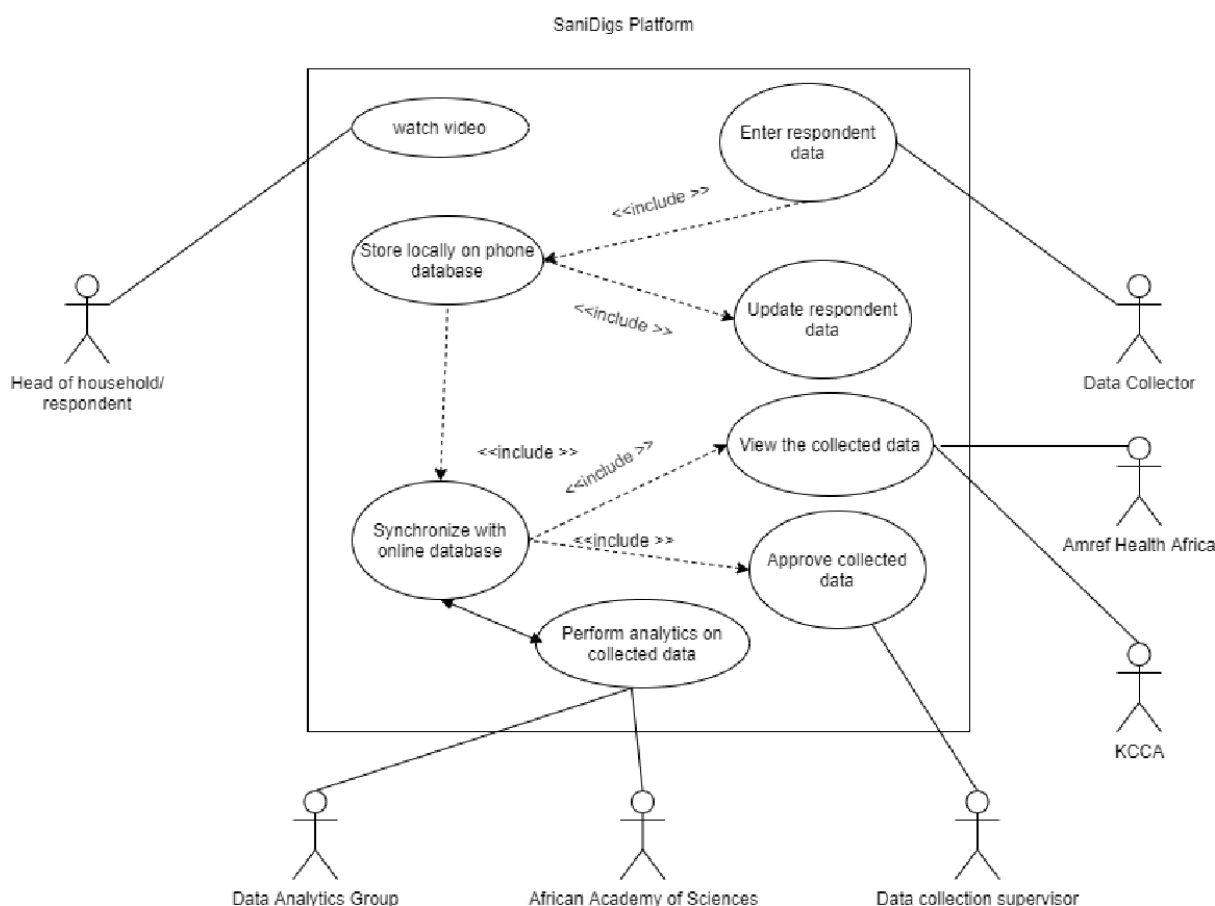 SaniDigs Platform
watch video
Enter respondent
data
<<include >>
Store locally on phone
database
<<include >>
Update respondent
data
Head of household/
respondent
Data Collector
View the collected data
<<include >>
<<include >>
Synchronize with
online database
<<include >>
Approve collected
data
Amref Health Africa
Perform analytics on
collected data
KCCA
Data Analytics Group
African Academy of Sciences
Data collection supervisor